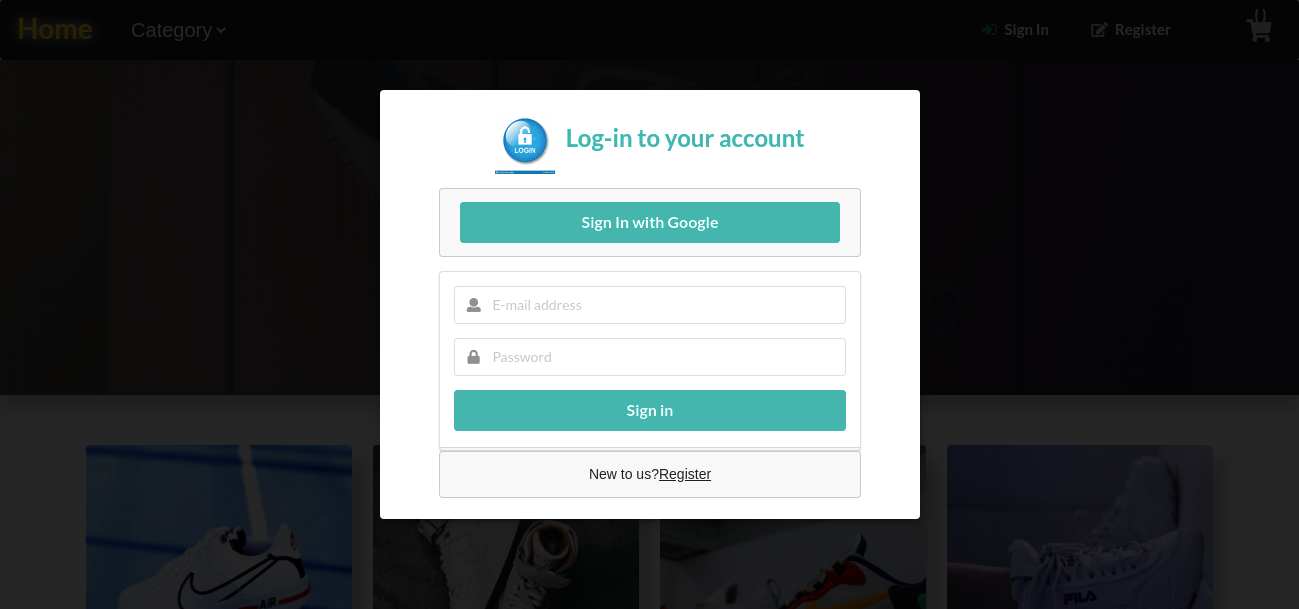 Home
Category
Sign In
Register
LOGIN
Log-in to your account
Sign In with Google
E-mail address
Password
Sign in
New to us?Register
AIR
FILA